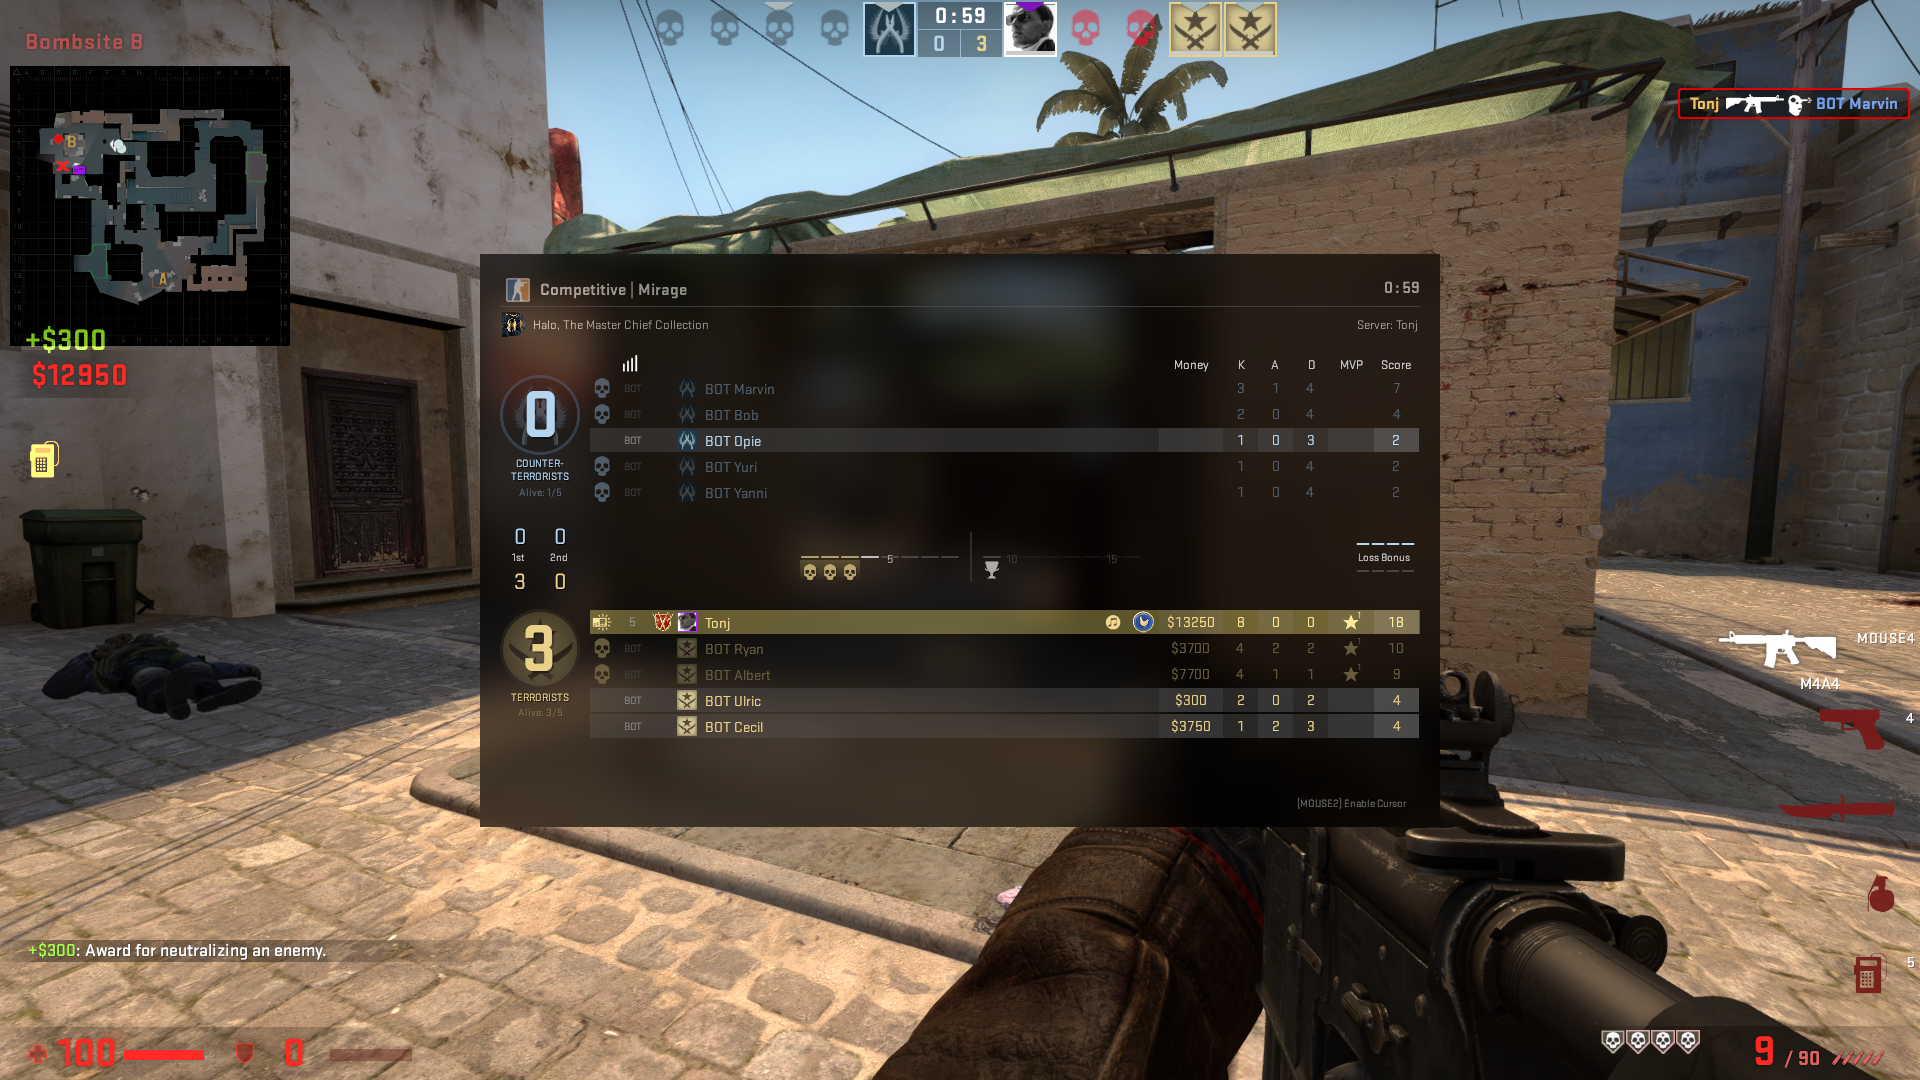 Bombsite B
0:59
0 3
Tonj BOT Marvin
B
A
+$300
$12950
Competitive | Mirage 0:59
Halo, The Master Chief Collection Server: Tonj
Money K A D MVP Score
BOT BOT Marvin 3 1 4 7
BOT BOT Bob 2 0 4 4
BOT BOT Opie 1 0 3 2
BOT BOT Yuri 1 0 4 2
BOT BOT Yanni 1 0 4 2
0
COUNTER-
TERRORISTS
Alive: 1/5
0 0
1st 2nd
3 0
5 10 15
Loss Bonus
5 Tonj $13250 8 0 0 1 18
BOT BOT Ryan $3700 4 2 2 1 10
BOT BOT Albert $7700 4 1 1 1 9
BOT BOT Ulric $300 2 0 2 4
BOT BOT Cecil $3750 1 2 3 4
3
TERRORISTS
Alive: 3/5
[MOUSE2] Enable Cursor
MOUSE4
M4A4
4
5
+$300: Award for neutralizing an enemy.
100 0
9 / 90